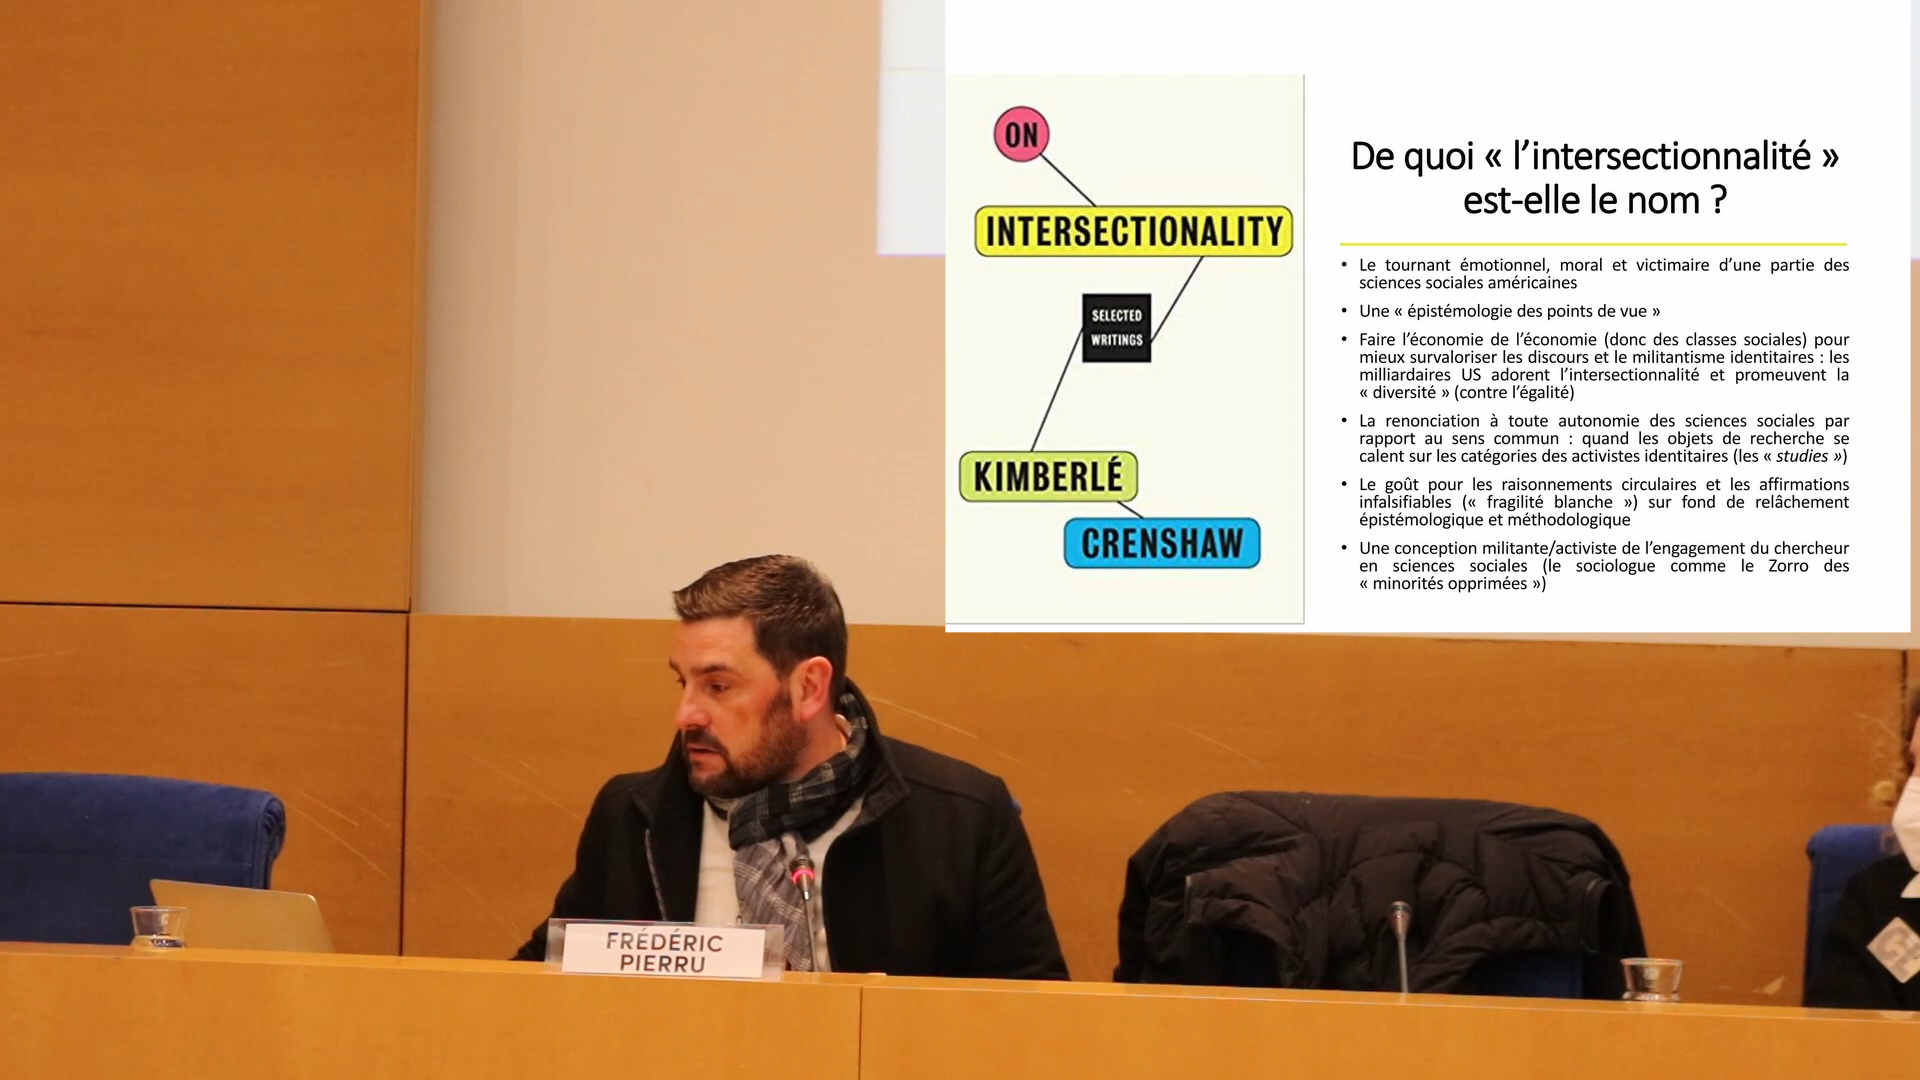 ON
INTERSECTIONALITY
SELECTED
WRITINGS
KIMBERLÉ
CRENSHAW
De quoi « l’intersectionnalité »
est-elle le nom ?
• Le tournant émotionnel, moral et victimaire d’une partie des
sciences sociales américaines
• Une « épistémologie des points de vue »
• Faire l’économie de l’économie (donc des classes sociales) pour
mieux survaloriser les discours et le militantisme identitaires : les
milliardaires US adorent l’intersectionnalité et promeuvent la
« diversité » (contre l’égalité)
• La renonciation à toute autonomie des sciences sociales par
rapport au sens commun : quand les objets de recherche se
calent sur les catégories des activistes identitaires (les « studies »)
• Le goût pour les raisonnements circulaires et les affirmations
infalsifiables (« fragilité blanche ») sur fond de relâchement
épistémologique et méthodologique
• Une conception militante/activiste de l’engagement du chercheur
en sciences sociales (le sociologue comme le Zorro des
« minorités opprimées »)
FRÉDÉRIC
PIERRU